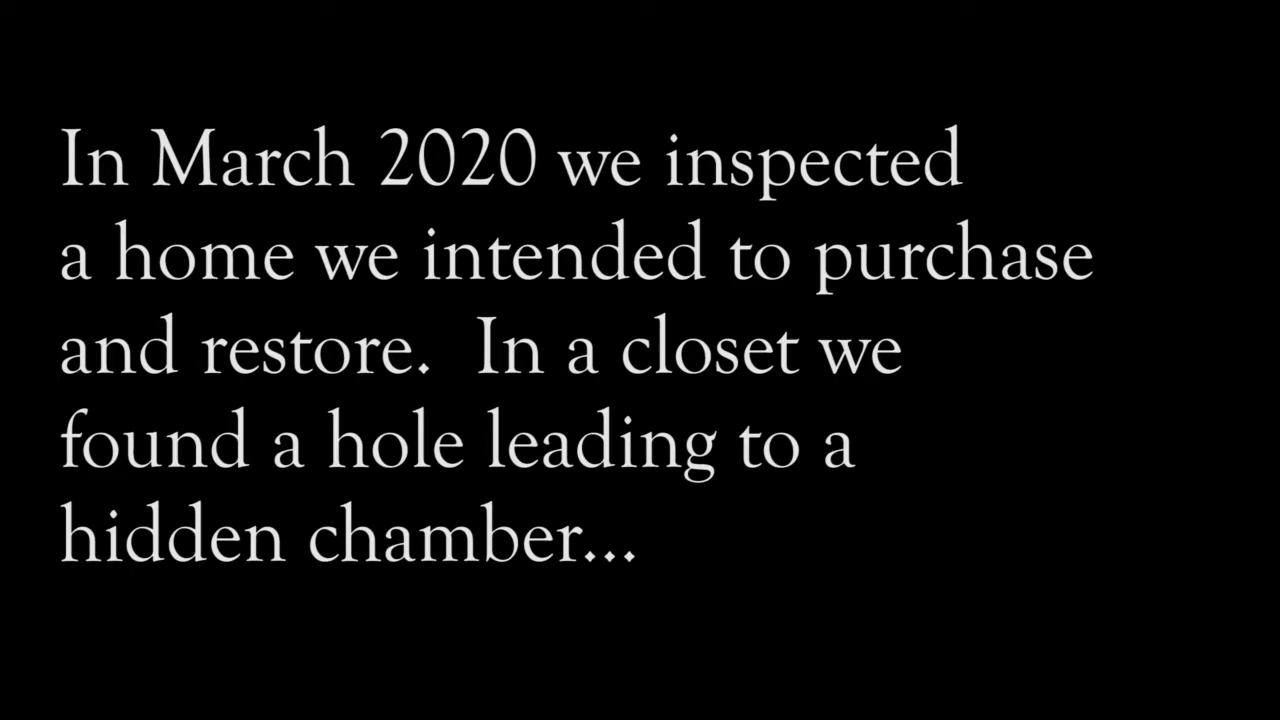 In March 2020 we inspected
a home we intended to purchase
and restore.  In a closet we
found a hole leading to a
hidden chamber...